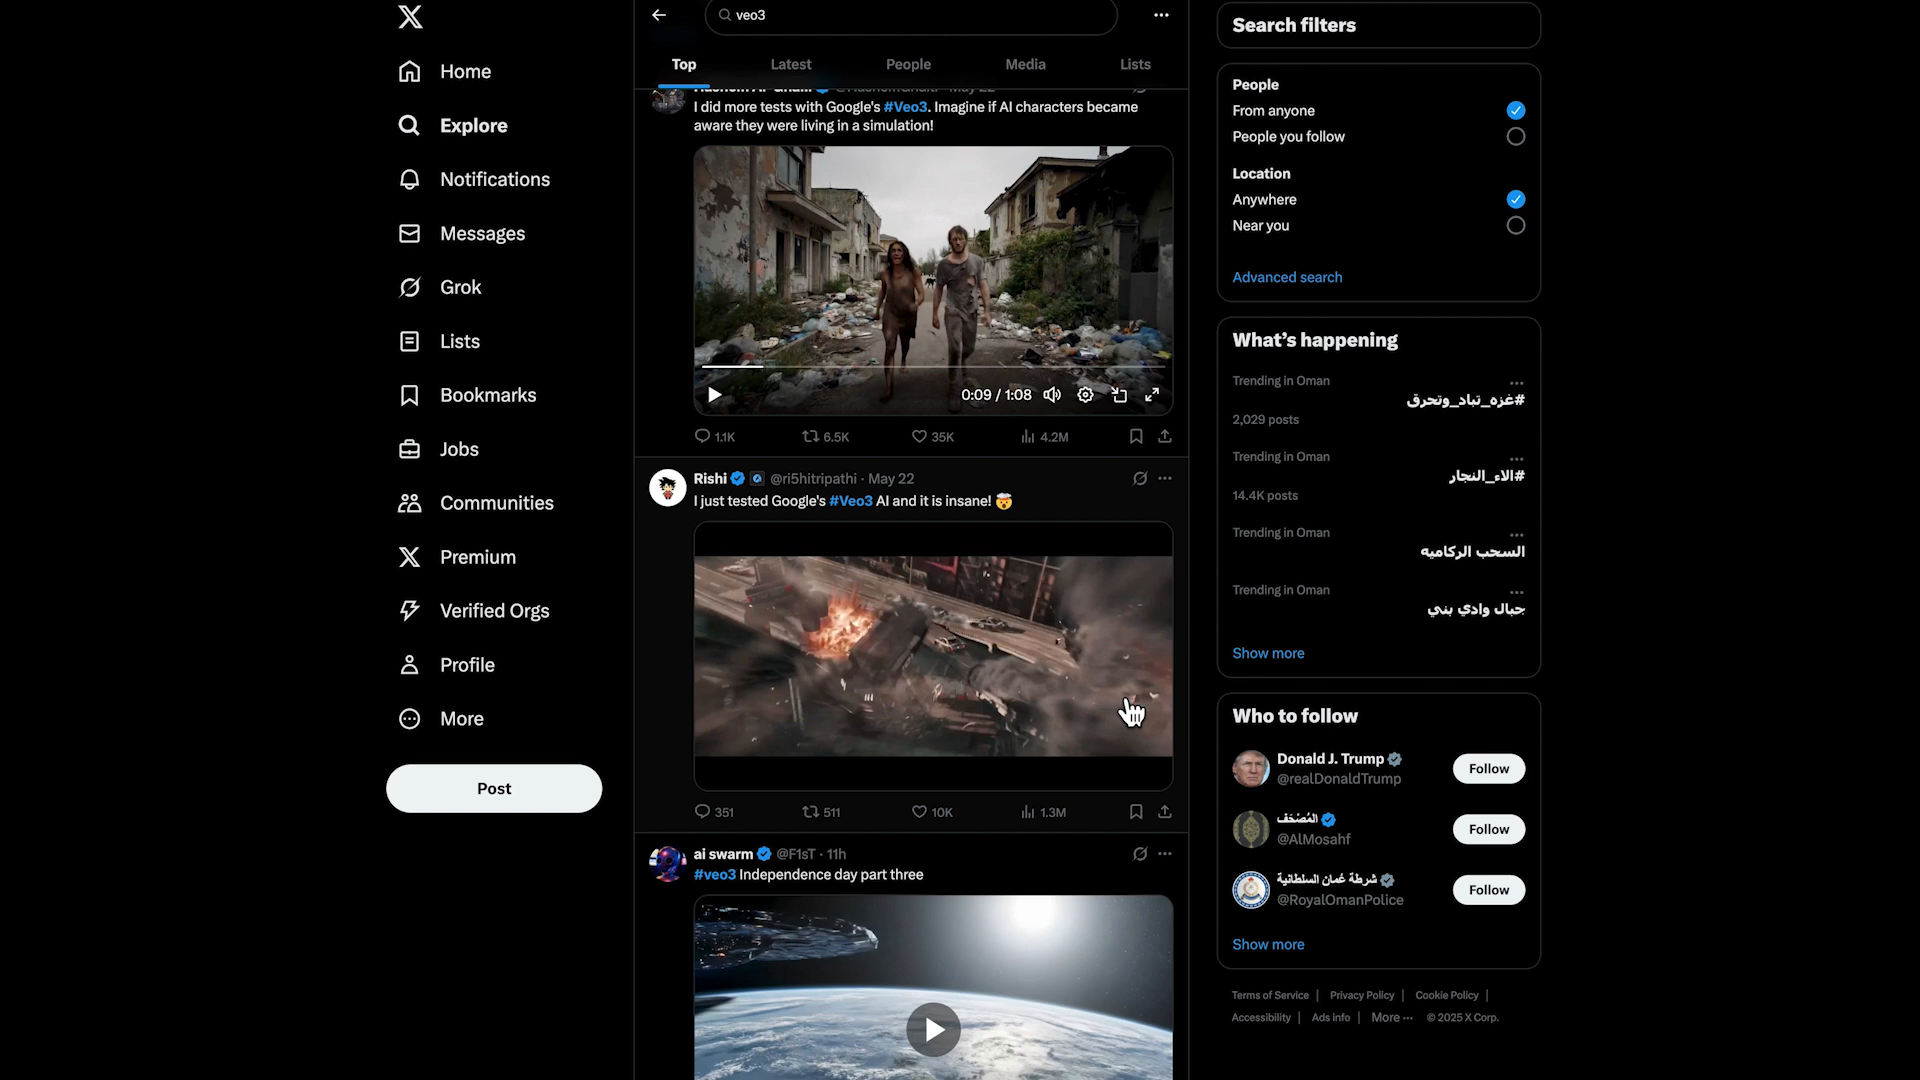 Home
Explore
Notifications
Messages
Grok
Lists
Bookmarks
Jobs
Communities
Premium
Verified Orgs
Profile
More
Post
veo3
Top
Latest
People
Media
Lists
I did more tests with Google's #Veo3. Imagine if AI characters became
aware they were living in a simulation!
0:09 / 1:08
1.1K
6.5K
35K
4.2M
Rishi @ri5hitripathi · May 22
I just tested Google's #Veo3 AI and it is insane! 🤯
351
511
10K
1.3M
ai swarm @F1sT · 11h
#veo3 Independence day part three
Search filters
People
From anyone
People you follow
Location
Anywhere
Near you
Advanced search
What's happening
Trending in Oman
#غزه_تباد_وتحرق
2,029 posts
Trending in Oman
#الاء_النجار
14.4K posts
Trending in Oman
السحب الركاميه
Trending in Oman
جبال وادي بني
Show more
Who to follow
Donald J. Trump
@realDonaldTrump
Follow
المُصْحَف
@AlMosahf
Follow
شرطة عُمان السلطانية
@RoyalOmanPolice
Follow
Show more
Terms of Service | Privacy Policy | Cookie Policy |
Accessibility | Ads info | More ··· © 2025 X Corp.